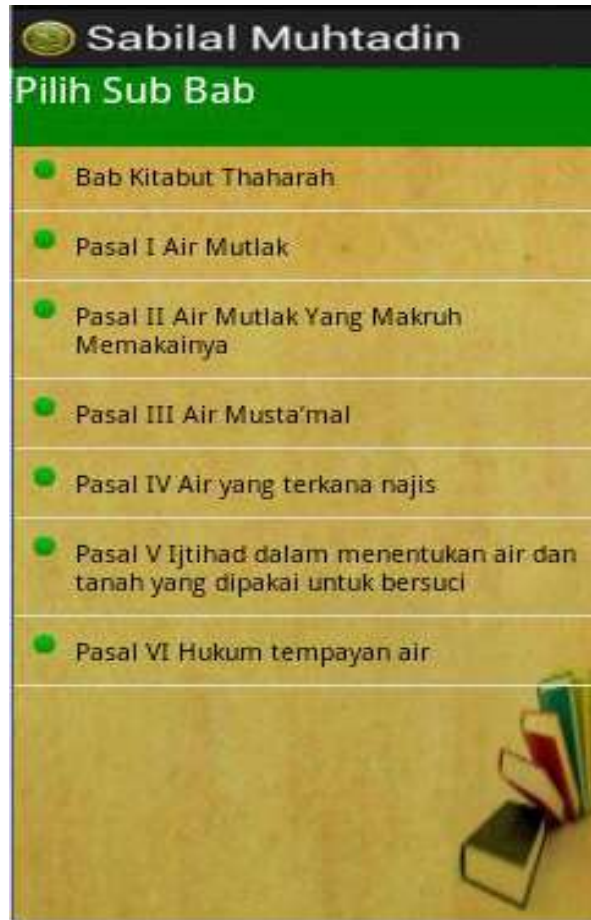 Sabilal Muhtadin
Pilih Sub Bab
Bab Kitabut Thaharah
Pasal I Air Mutlak
Pasal II Air Mutlak Yang Makruh
Memakainya
Pasal III Air Musta'mal
Pasal IV Air yang terkana najis
Pasal V Ijtihad dalam menentukan air dan
tanah yang dipakai untuk bersuci
Pasal VI Hukum tempayan air